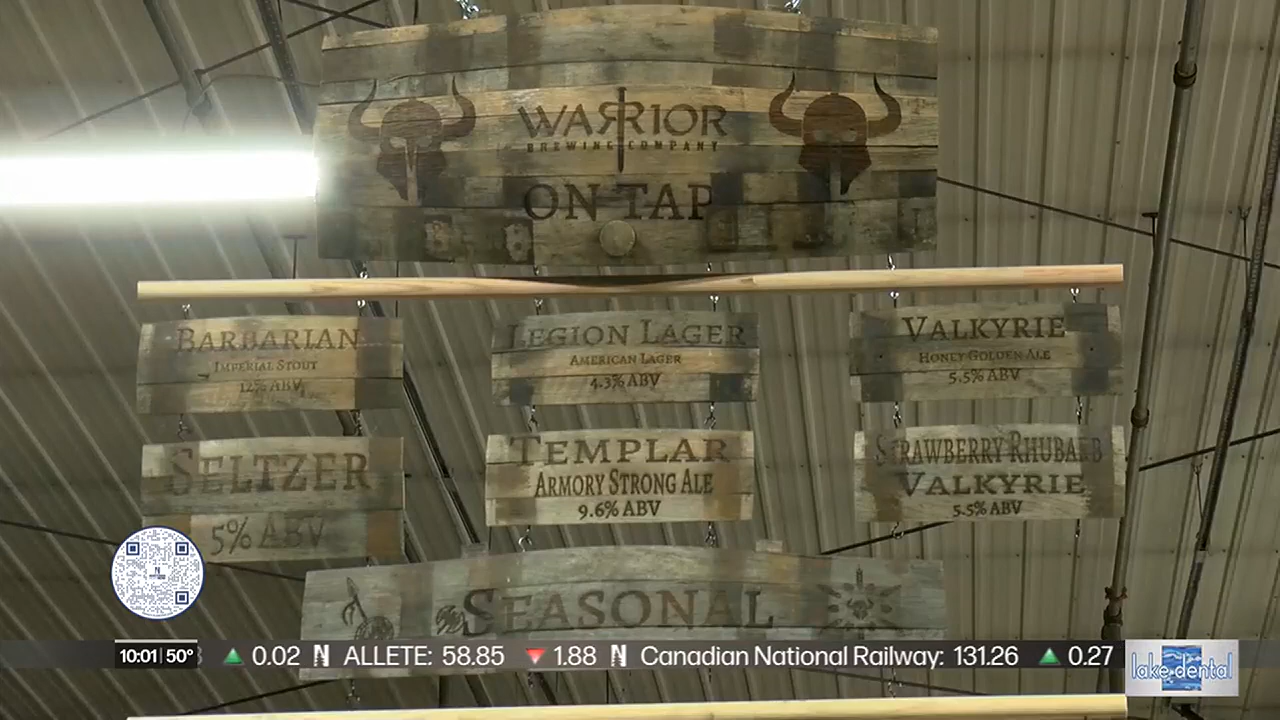 WARRIOR
BREWING COMPANY
ON TAP
BARBARIAN
IMPERIAL STOUT
12% ABV
LEGION LAGER
AMERICAN LAGER
4.3% ABV
VALKYRIE
HONEY GOLDEN ALE
5.5% ABV
SELTZER
5% ABV
TEMPLAR
ARMORY STRONG ALE
9.6% ABV
STRAWBERRY RHUBARB
VALKYRIE
5.5% ABV
SEASONAL
10:01 50° 0.02 N ALLETE: 58.85 1.88 N Canadian National Railway: 131.26 0.27
lake dental